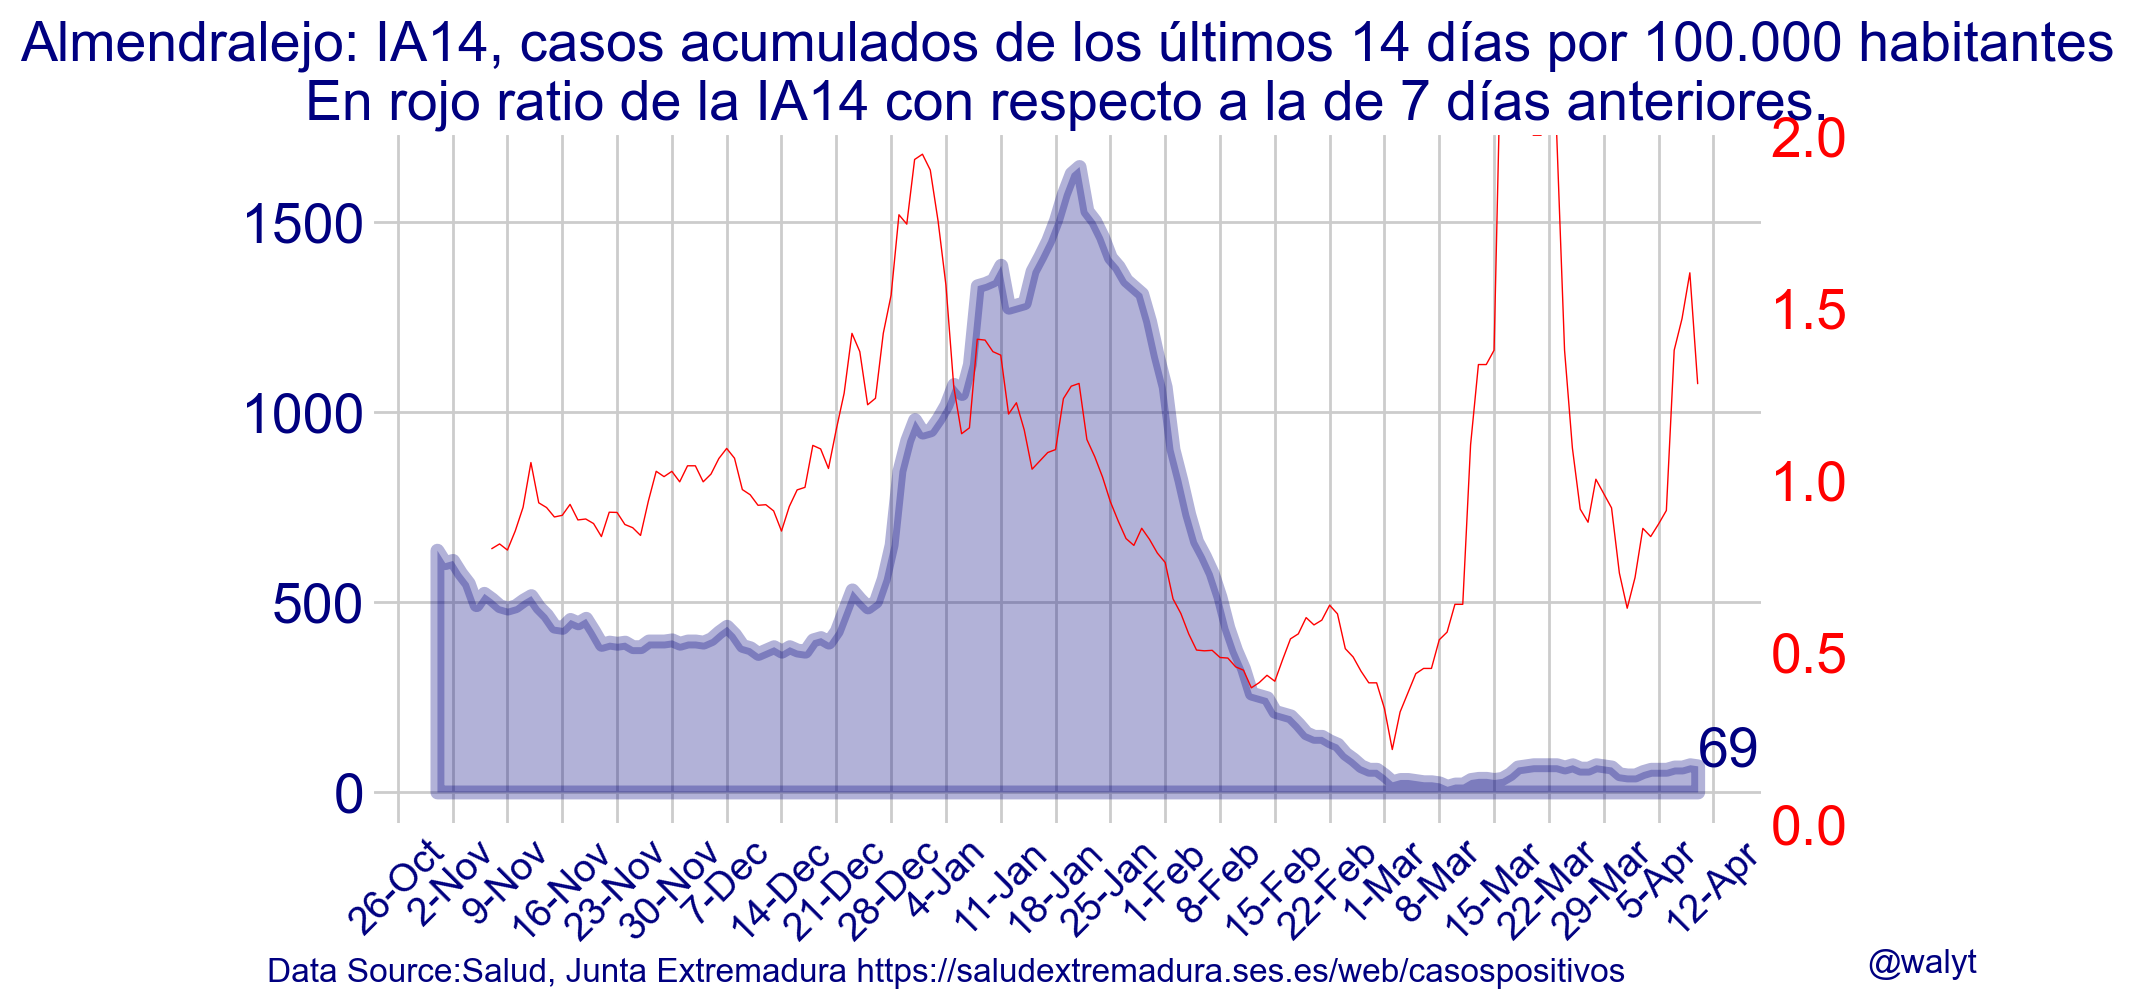 Almendralejo: IA14, casos acumulados de los últimos 14 días por 100.000 habitantes
En rojo ratio de la IA14 con respecto a la de 7 días anteriores.
2.0
1500
1.5
1000
1.0
500
0.5
69
0
0.0
26-Oct
2-Nov
9-Nov
16-Nov
23-Nov
30-Nov
7-Dec
14-Dec
21-Dec
28-Dec
4-Jan
11-Jan
18-Jan
25-Jan
1-Feb
8-Feb
15-Feb
22-Feb
1-Mar
8-Mar
15-Mar
22-Mar
29-Mar
5-Apr
12-Apr
Data Source:Salud, Junta Extremadura https://saludextremadura.ses.es/web/casospositivos
@walyt